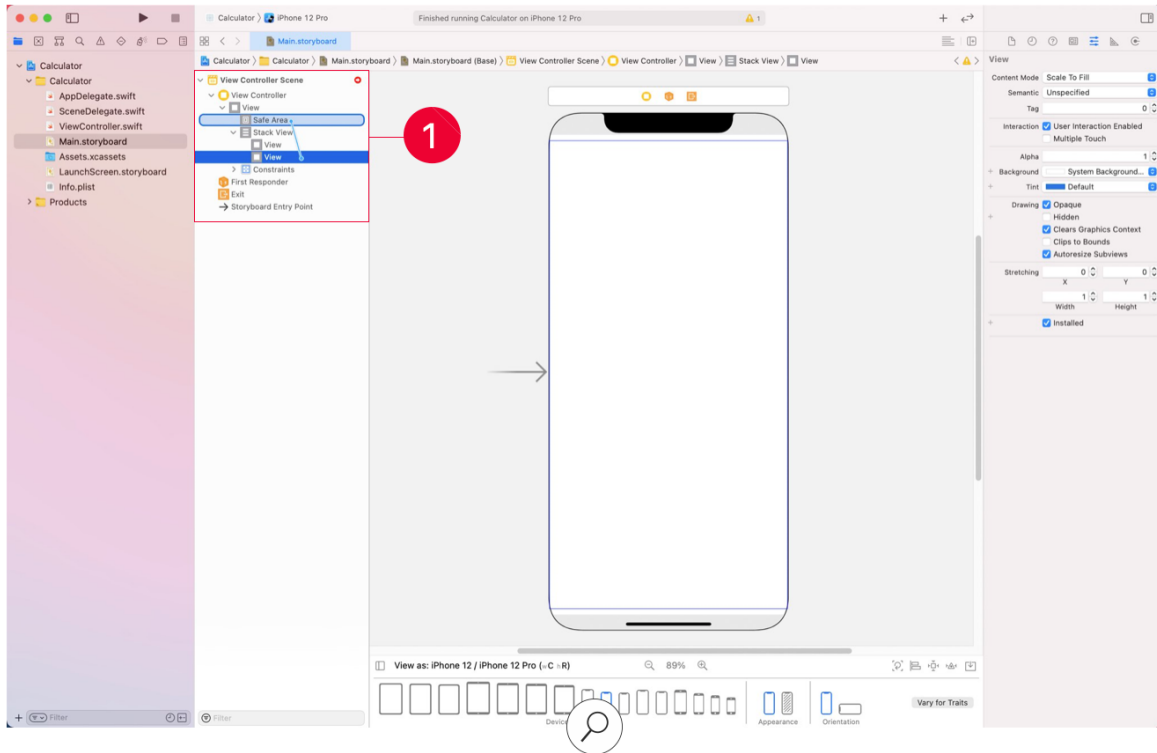 Calculator 〉 iPhone 12 Pro
Finished running Calculator on iPhone 12 Pro
1
Main.storyboard
Calculator 〉 Calculator 〉 Main.storyboard 〉 Main.storyboard (Base) 〉 View Controller Scene 〉 View Controller 〉 View 〉 Stack View 〉 View
Calculator
Calculator
AppDelegate.swift
SceneDelegate.swift
ViewController.swift
Main.storyboard
Assets.xcassets
LaunchScreen.storyboard
Info.plist
Products
Filter
View Controller Scene
View Controller
View
Safe Area
Stack View
View
View
Constraints
First Responder
Exit
Storyboard Entry Point
Filter
1
View as: iPhone 12 / iPhone 12 Pro (wC hR)
89%
Device
Appearance
Orientation
Vary for Traits
View
Content Mode Scale To Fill
Semantic Unspecified
Tag 0
Interaction User Interaction Enabled
Multiple Touch
Alpha 1
Background System Background...
Tint Default
Drawing Opaque
Hidden
Clears Graphics Context
Clips to Bounds
Autoresize Subviews
Stretching 0 0
X Y
1 1
Width Height
Installed